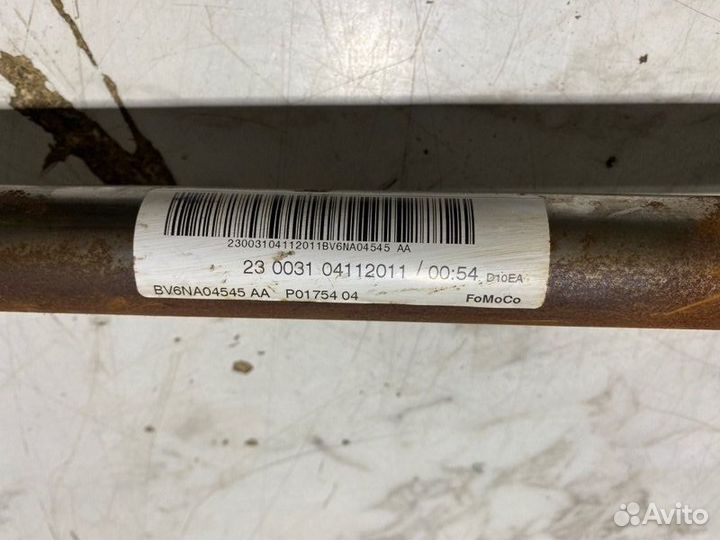 23003104112011BV6NA04545 AA
23 0031 04112011 / 00:54 D10EA
BV6NA04545 AA P01754 04 FoMoCo
Avito